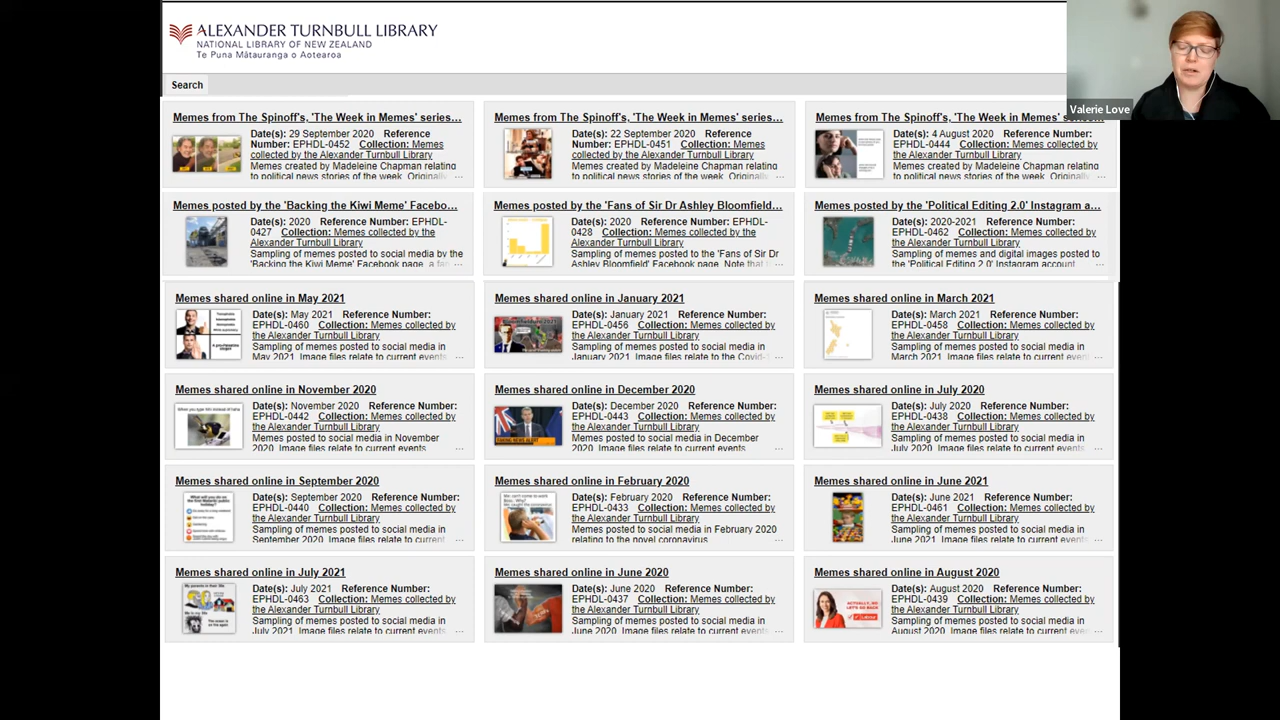 ALEXANDER TURNBULL LIBRARY
NATIONAL LIBRARY OF NEW ZEALAND
Te Puna Mātauranga o Aotearoa
Valerie Love
Search
Memes from The Spinoff's, 'The Week in Memes' series...
Date(s): 29 September 2020 Reference
Number: EPHDL-0452 Collection: Memes
collected by the Alexander Turnbull Library
Memes created by Madeleine Chapman relating
to political news stories of the week. Originally
Memes from The Spinoff's, 'The Week in Memes' series...
Date(s): 22 September 2020 Reference
Number: EPHDL-0451 Collection: Memes
collected by the Alexander Turnbull Library
Memes created by Madeleine Chapman relating
to political news stories of the week. Originally
Memes from The Spinoff's, 'The Week in Memes'
Date(s): 4 August 2020 Reference
Number: EPHDL-0444 Collection: Memes
collected by the Alexander Turnbull Library
Memes created by Madeleine Chapman relating
to political news stories of the week. Originally
Memes posted by the 'Backing the Kiwi Meme' Facebo...
Date(s): 2020 Reference Number: EPHDL-
0427 Collection: Memes collected by the
Alexander Turnbull Library
Sampling of memes posted to social media by the
'Backing the Kiwi Meme' Facebook page, a
Memes posted by the 'Fans of Sir Dr Ashley Bloomfield...
Date(s): 2020 Reference Number: EPHDL-
0428 Collection: Memes collected by the
Alexander Turnbull Library
Sampling of memes posted to the 'Fans of Sir Dr
Ashley Bloomfield' Facebook page. Note that
Memes posted by the 'Political Editing 2.0' Instagram a...
Date(s): 2020-2021 Reference Number:
EPHDL-0462 Collection: Memes collected by
the Alexander Turnbull Library
Sampling of memes and digital images posted to
the 'Political Editing 2.0' Instagram account
Memes shared online in May 2021
Date(s): May 2021 Reference Number:
EPHDL-0460 Collection: Memes collected by
the Alexander Turnbull Library
Sampling of memes posted to social media in
May 2021. Image files relate to current events
Memes shared online in January 2021
Date(s): January 2021 Reference Number:
EPHDL-0456 Collection: Memes collected by
the Alexander Turnbull Library
Sampling of memes posted to social media in
January 2021. Image files relate to the Covid-
Memes shared online in March 2021
Date(s): March 2021 Reference Number:
EPHDL-0458 Collection: Memes collected by
the Alexander Turnbull Library
Sampling of memes posted to social media in
March 2021. Image files relate to current events
Memes shared online in November 2020
When you type hihi instead of haha
Date(s): November 2020 Reference Number:
EPHDL-0442 Collection: Memes collected by
the Alexander Turnbull Library
Memes posted to social media in November
2020. Image files relate to current events
Memes shared online in December 2020
Date(s): December 2020 Reference Number:
EPHDL-0443 Collection: Memes collected by
the Alexander Turnbull Library
Memes posted to social media in December
2020. Image files relate to current events
Memes shared online in July 2020
Date(s): July 2020 Reference Number:
EPHDL-0438 Collection: Memes collected by
the Alexander Turnbull Library
Sampling of memes posted to social media in
July 2020. Image files relate to current events
Memes shared online in September 2020
Date(s): September 2020 Reference Number:
EPHDL-0440 Collection: Memes collected by
the Alexander Turnbull Library
Sampling of memes posted to social media in
September 2020. Image files relate to current
Memes shared online in February 2020
Date(s): February 2020 Reference Number:
EPHDL-0433 Collection: Memes collected by
the Alexander Turnbull Library
Memes posted to social media in February 2020
relating to the novel coronavirus
Memes shared online in June 2021
Date(s): June 2021 Reference Number:
EPHDL-0461 Collection: Memes collected by
the Alexander Turnbull Library
Sampling of memes posted to social media in
June 2021. Image files relate to current events
Memes shared online in July 2021
Date(s): July 2021 Reference Number:
EPHDL-0463 Collection: Memes collected by
the Alexander Turnbull Library
Sampling of memes posted to social media in
July 2021. Image files relate to current events
Memes shared online in June 2020
Date(s): June 2020 Reference Number:
EPHDL-0437 Collection: Memes collected by
the Alexander Turnbull Library
Sampling of memes posted to social media in
June 2020. Image files relate to current events
Memes shared online in August 2020
ACTUALLY, NO
LET'S GO BACK
Labour
Date(s): August 2020 Reference Number:
EPHDL-0439 Collection: Memes collected by
the Alexander Turnbull Library
Sampling of memes posted to social media in
August 2020. Image files relate to current events